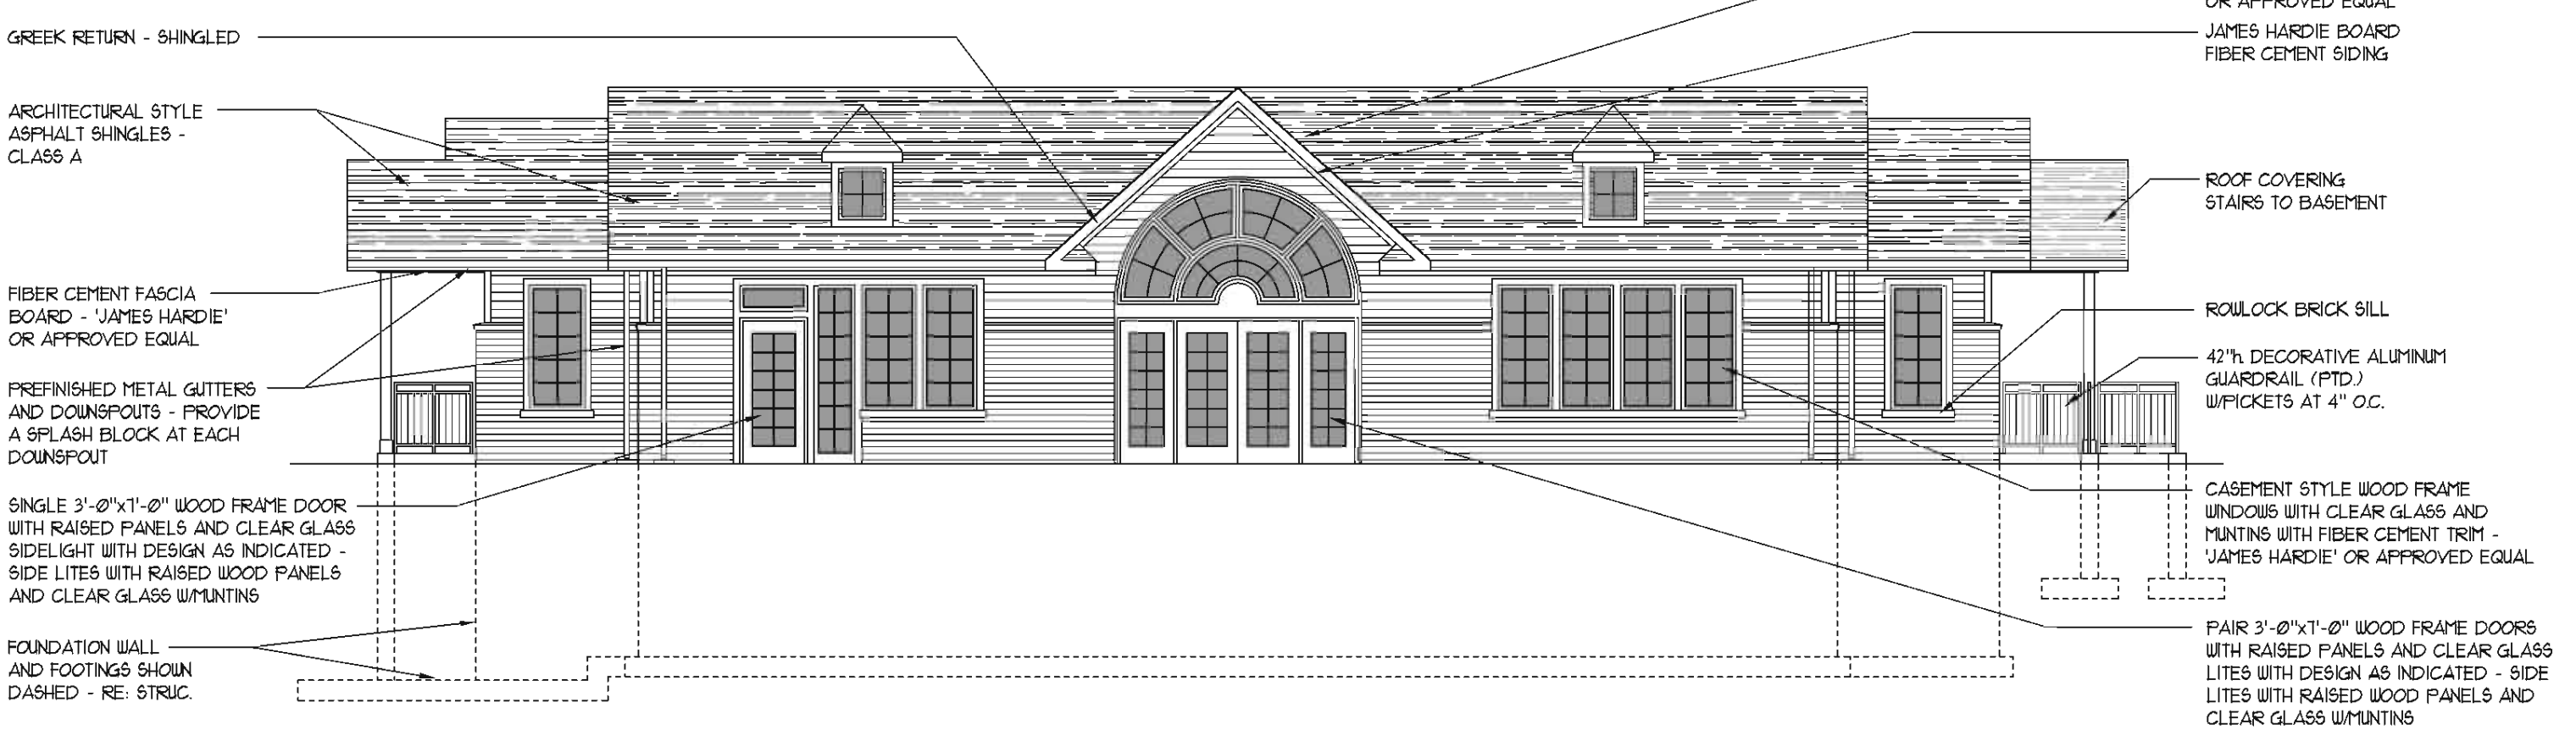 GREEK RETURN - SHINGLED
ARCHITECTURAL STYLE
ASPHALT SHINGLES -
CLASS A
FIBER CEMENT FASCIA
BOARD - 'JAMES HARDIE'
OR APPROVED EQUAL
PREFINISHED METAL GUTTERS
AND DOWNSPOUTS - PROVIDE
A SPLASH BLOCK AT EACH
DOWNSPOUT
SINGLE 3'-0"x7'-0" WOOD FRAME DOOR
WITH RAISED PANELS AND CLEAR GLASS
SIDELIGHT WITH DESIGN AS INDICATED -
SIDE LITES WITH RAISED WOOD PANELS
AND CLEAR GLASS W/MUNTINS
FOUNDATION WALL
AND FOOTINGS SHOWN
DASHED - RE: STRUC.
OR APPROVED EQUAL
JAMES HARDIE BOARD
FIBER CEMENT SIDING
ROOF COVERING
STAIRS TO BASEMENT
ROWLOCK BRICK SILL
42"h DECORATIVE ALUMINUM
GUARDRAIL (PTD.)
W/PICKETS AT 4" O.C.
CASEMENT STYLE WOOD FRAME
WINDOWS WITH CLEAR GLASS AND
MUNTINS WITH FIBER CEMENT TRIM -
'JAMES HARDIE' OR APPROVED EQUAL
PAIR 3'-0"x7'-0" WOOD FRAME DOORS
WITH RAISED PANELS AND CLEAR GLASS
LITES WITH DESIGN AS INDICATED - SIDE
LITES WITH RAISED WOOD PANELS AND
CLEAR GLASS W/MUNTINS